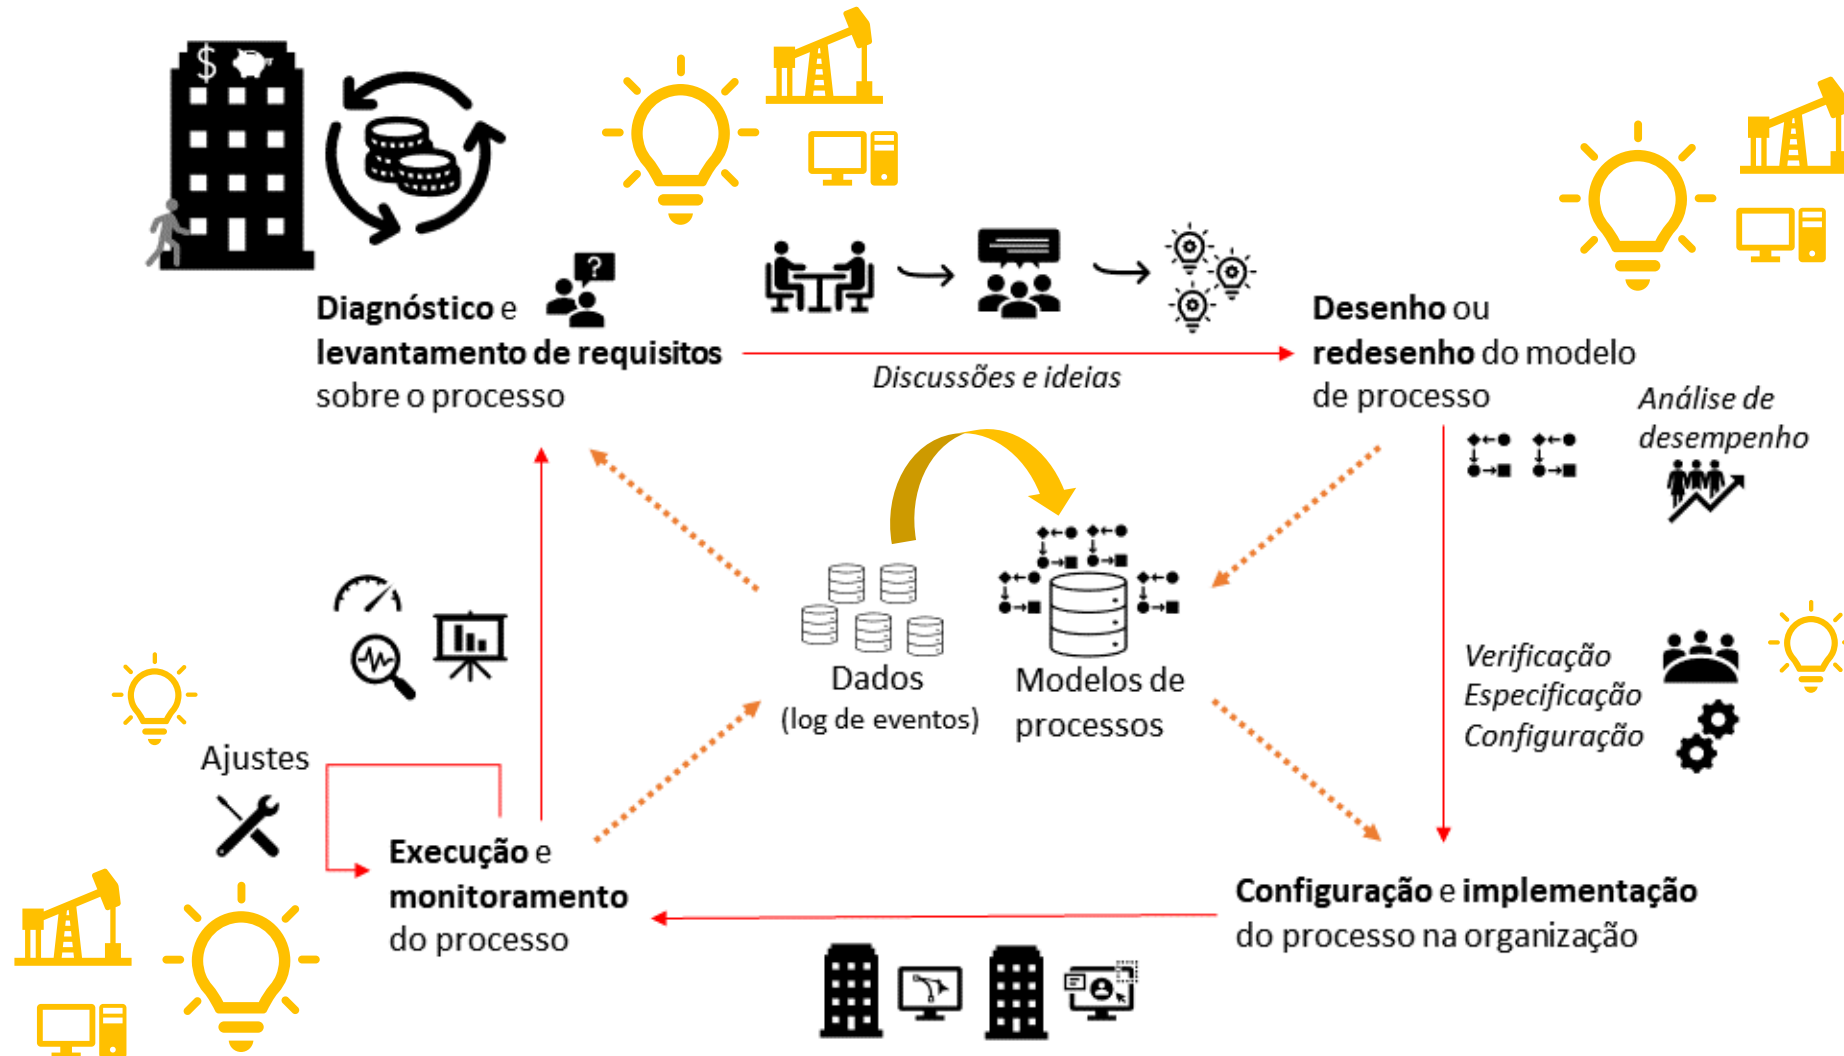 $
?
Diagnóstico e
levantamento de requisitos
sobre o processo
Discussões e ideias
Desenho ou
redesenho do modelo
de processo
Análise de
desempenho
Dados
(log de eventos)
Modelos de
processos
Verificação
Especificação
Configuração
Ajustes
Execução e
monitoramento
do processo
Configuração e implementação
do processo na organização